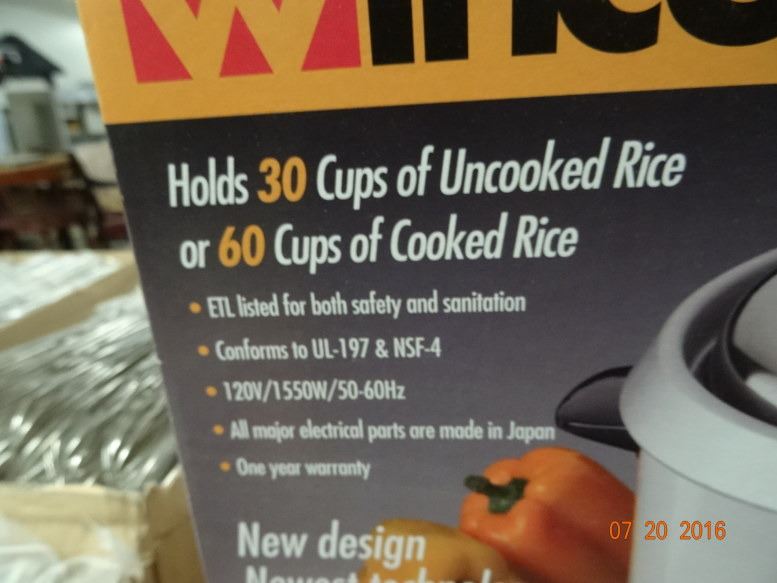 Holds 30 Cups of Uncooked Rice
or 60 Cups of Cooked Rice
• ETL listed for both safety and sanitation
• Conforms to UL-197 & NSF-4
• 120V/1550W/50-60Hz
• All major electrical parts are made in Japan
• One year warranty
New design
Newest
07 20 2016